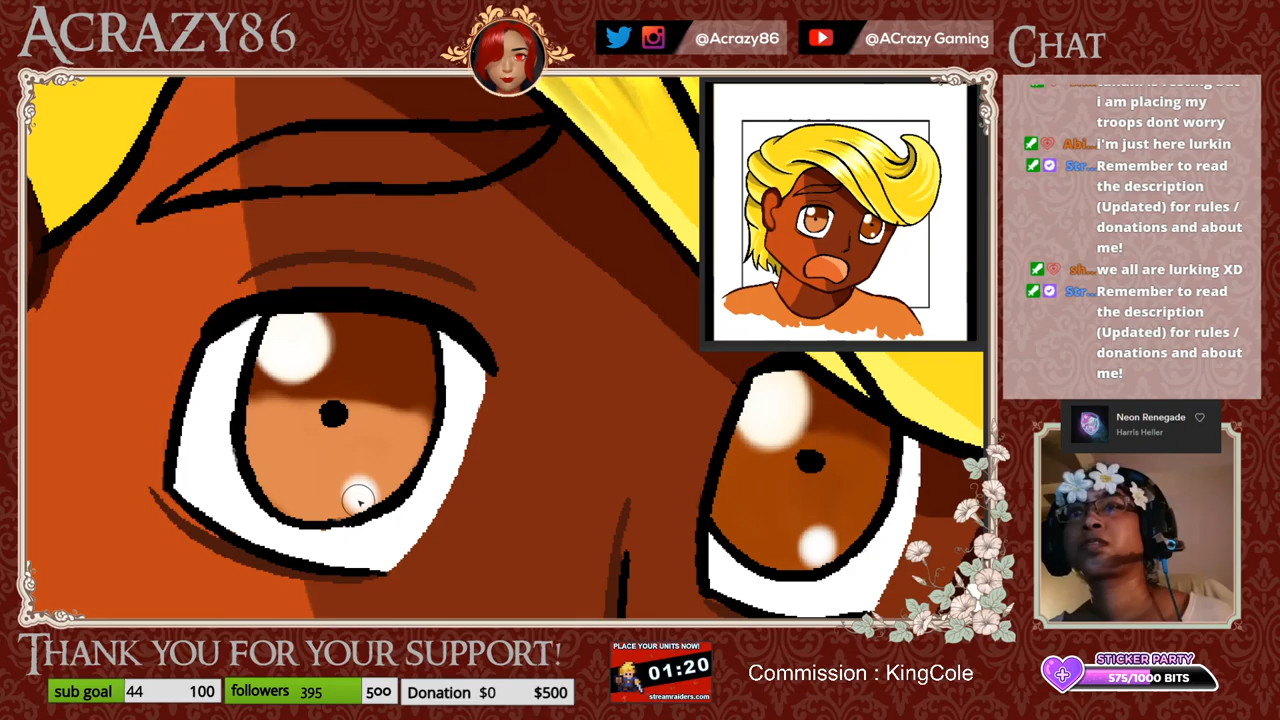 ACRAZY86
@Acrazy86
@ACrazy Gaming
CHAT
i am placing my
troops dont worry
Abi... i'm just here lurkin
Str... Remember to read
the description
(Updated) for rules /
donations and about
me!
sh... we all are lurking XD
Str... Remember to read
the description
(Updated) for rules /
donations and about
me!
Neon Renegade
Harris Heller
THANK YOU FOR YOUR SUPPORT!
sub goal 44 100
followers 395 500
Donation $0 $500
PLACE YOUR UNITS NOW!
01:20
streamraiders.com
Commission : KingCole
STICKER PARTY
575/1000 BITS